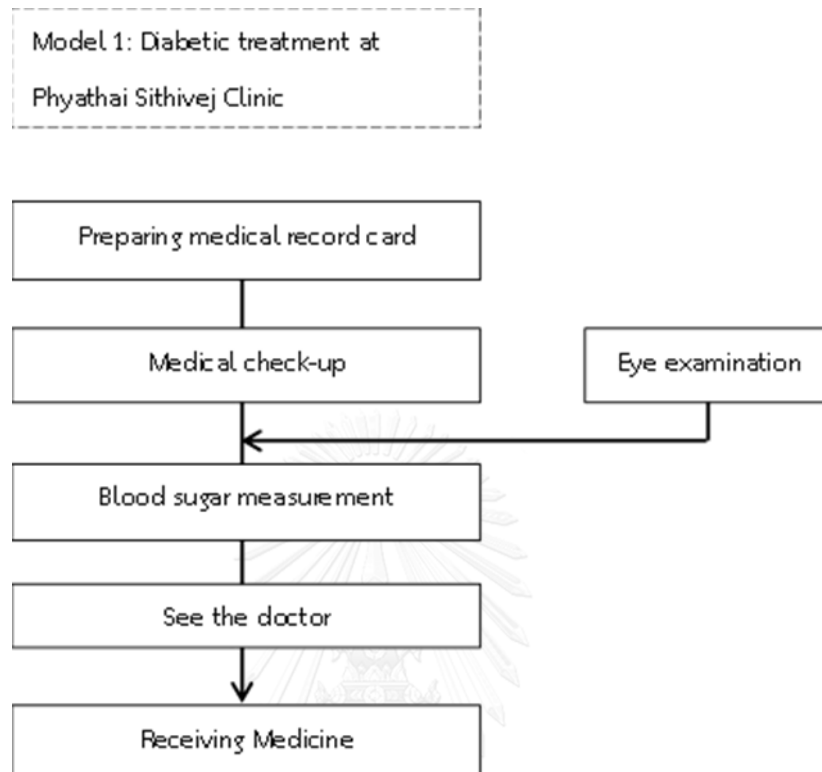 Model 1: Diabetic treatment at
Phyathai Sithivej Clinic
Preparing medical record card
Medical check-up
Eye examination
Blood sugar measurement
See the doctor
Receiving Medicine